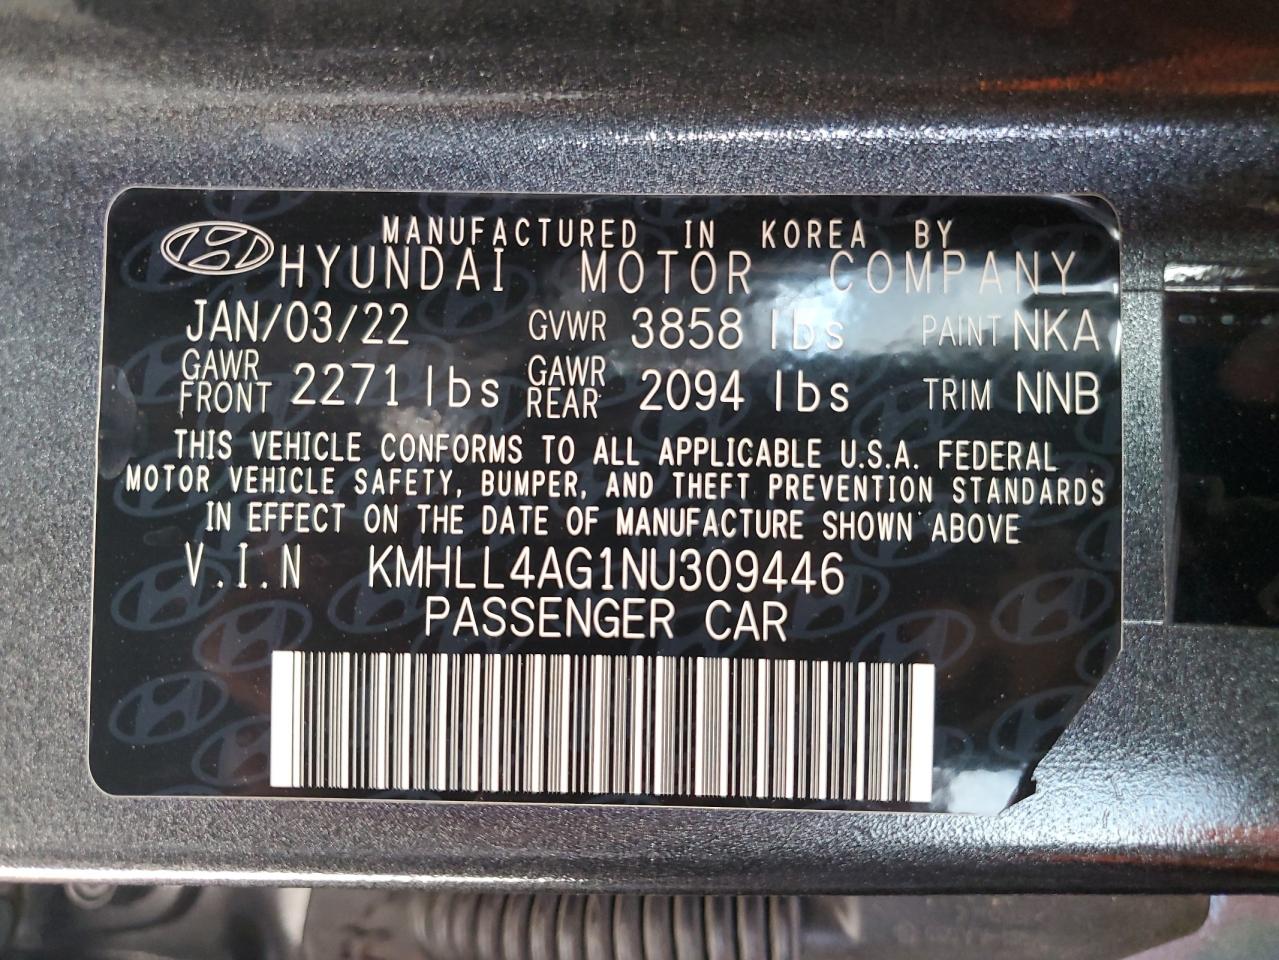 MANUFACTURED IN KOREA BY
HYUNDAI MOTOR COMPANY
JAN/03/22 GVWR 3858 lbs PAINT NKA
GAWR FRONT 2271 lbs GAWR REAR 2094 lbs TRIM NNB
THIS VEHICLE CONFORMS TO ALL APPLICABLE U.S.A. FEDERAL
MOTOR VEHICLE SAFETY, BUMPER, AND THEFT PREVENTION STANDARDS
IN EFFECT ON THE DATE OF MANUFACTURE SHOWN ABOVE
V.I.N KMHLL4AG1NU309446
PASSENGER CAR